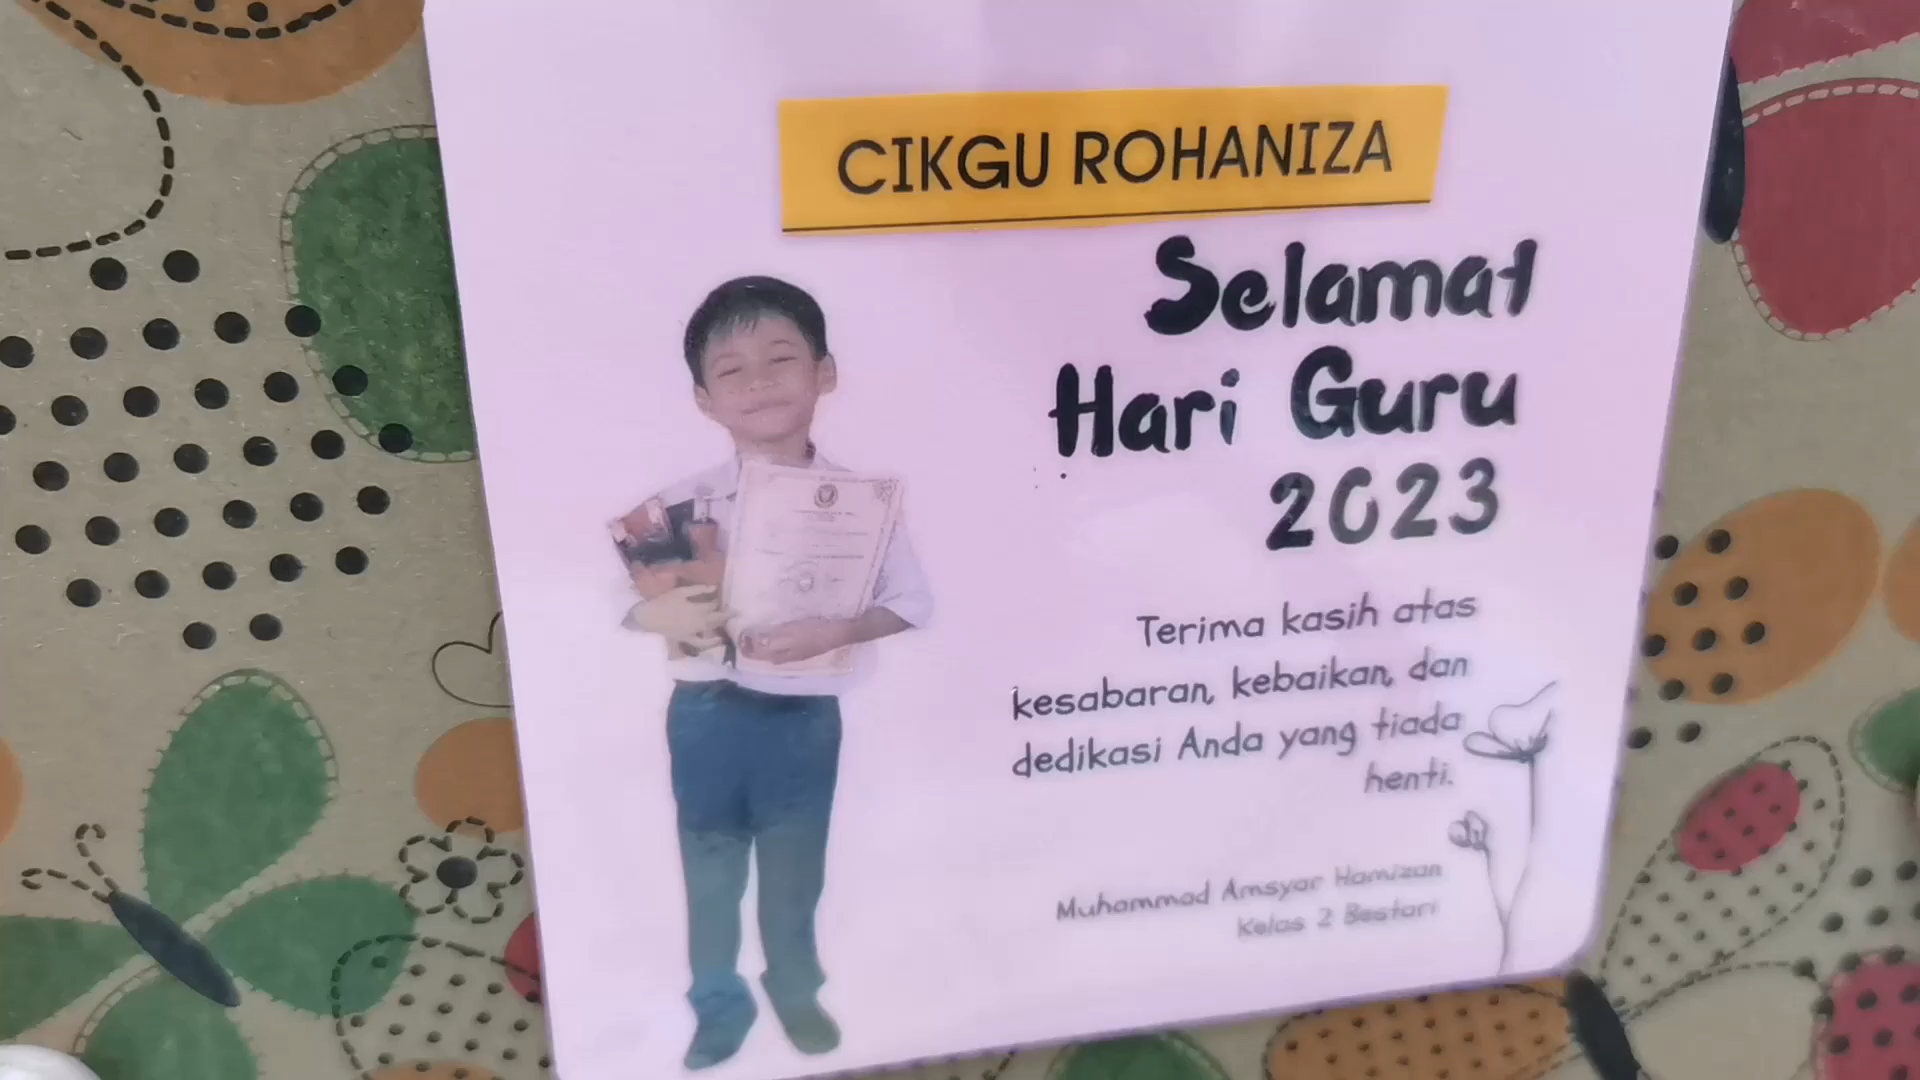 CIKGU ROHANIZA
Selamat
Hari Guru
2023
Terima kasih atas
kesabaran, kebaikan, dan
dedikasi Anda yang tiada
henti.
Muhammad Amsyar Hamizan
Kelas 2 Bestari